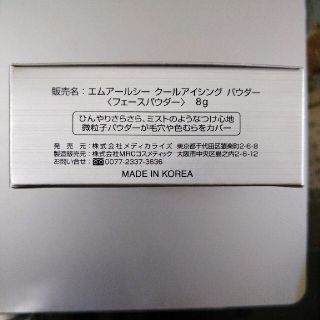 販売名：エムアールシー クールアイシング パウダー
〈フェースパウダー〉 8g
ひんやりさらさら、ミストのようなつけ心地
微粒子パウダーが毛穴や色むらをカバー
発 売 元：株式会社メディカライズ 東京都千代田区猿楽町2-6-8
製造販売元：株式会社MRCコスメティック 大阪市中央区島之内2-6-12
お問い合せ：0077-2337-3636
MADE IN KOREA